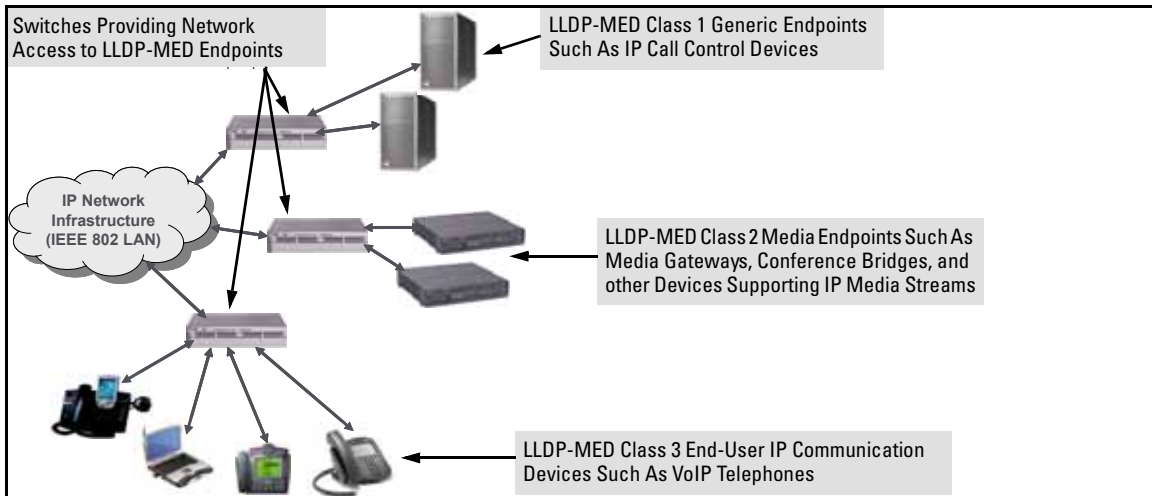 Switches Providing Network
Access to LLDP-MED Endpoints
LLDP-MED Class 1 Generic Endpoints
Such As IP Call Control Devices
IP Network
Infrastructure
(IEEE 802 LAN)
LLDP-MED Class 2 Media Endpoints Such As
Media Gateways, Conference Bridges, and
other Devices Supporting IP Media Streams
LLDP-MED Class 3 End-User IP Communication
Devices Such As VoIP Telephones